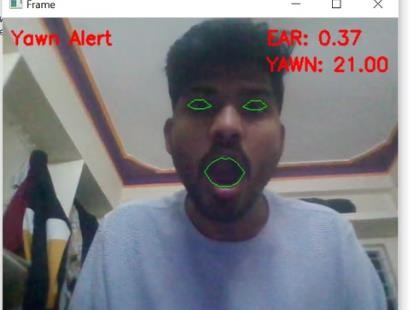 Frame
Yawn Alert
EAR: 0.37
YAWN: 21.00